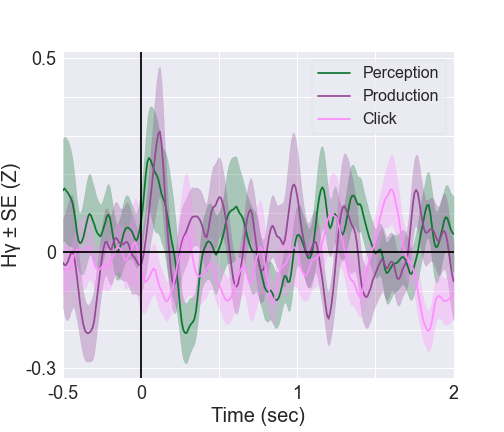 0.5
Perception
Production
Click
Hγ ± SE (Z)
0
-0.3
-0.5 0 1 2
Time (sec)